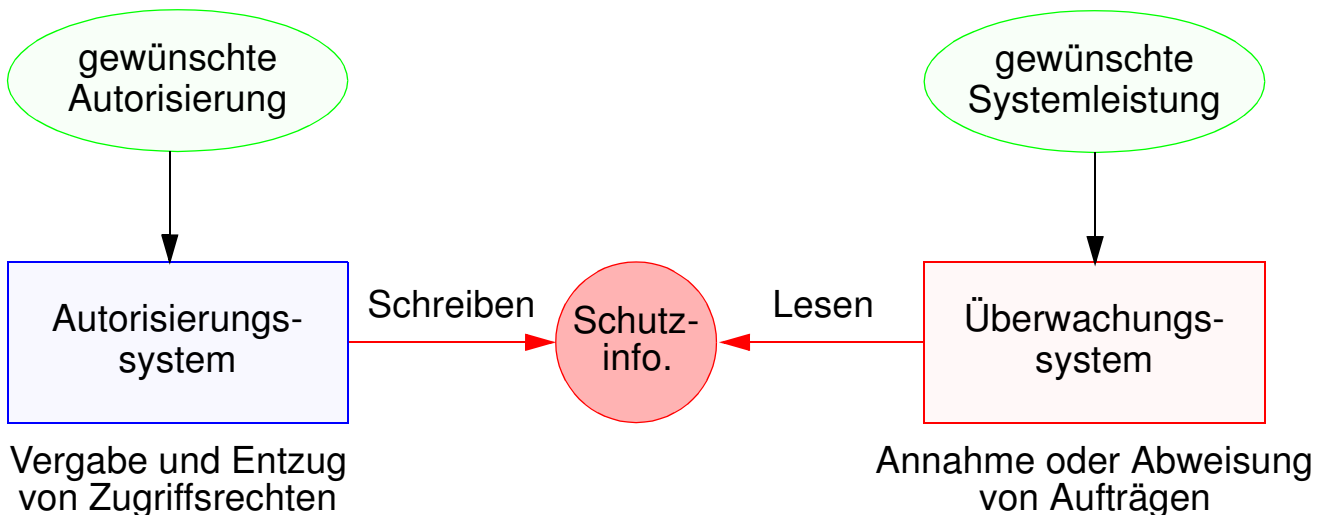 gewünschte
Autorisierung
gewünschte
Systemleistung
Autorisierungs-
system
Schreiben
Schutz-
info.
Lesen
Überwachungs-
system
Vergabe und Entzug
von Zugriffsrechten
Annahme oder Abweisung
von Aufträgen